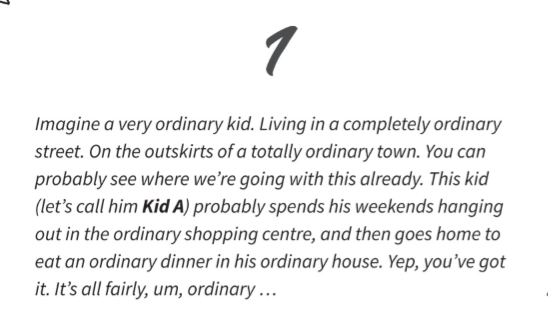 1
Imagine a very ordinary kid. Living in a completely ordinary
street. On the outskirts of a totally ordinary town. You can
probably see where we’re going with this already. This kid
(let’s call him Kid A) probably spends his weekends hanging
out in the ordinary shopping centre, and then goes home to
eat an ordinary dinner in his ordinary house. Yep, you’ve got
it. It’s all fairly, um, ordinary …